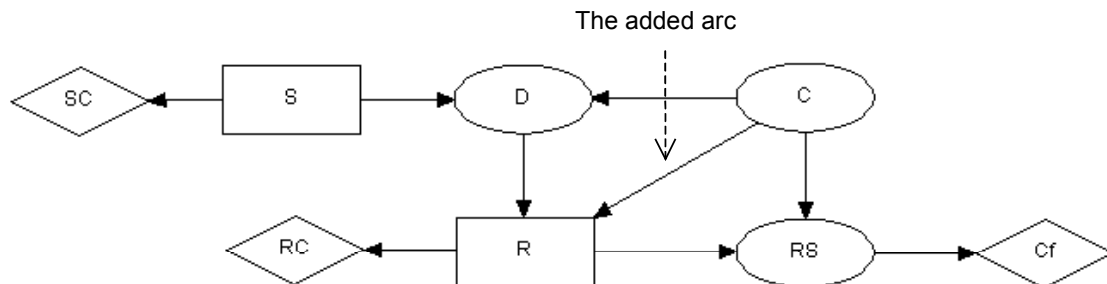 The added arc
SC
S
D
C
RC
R
RS
Cf